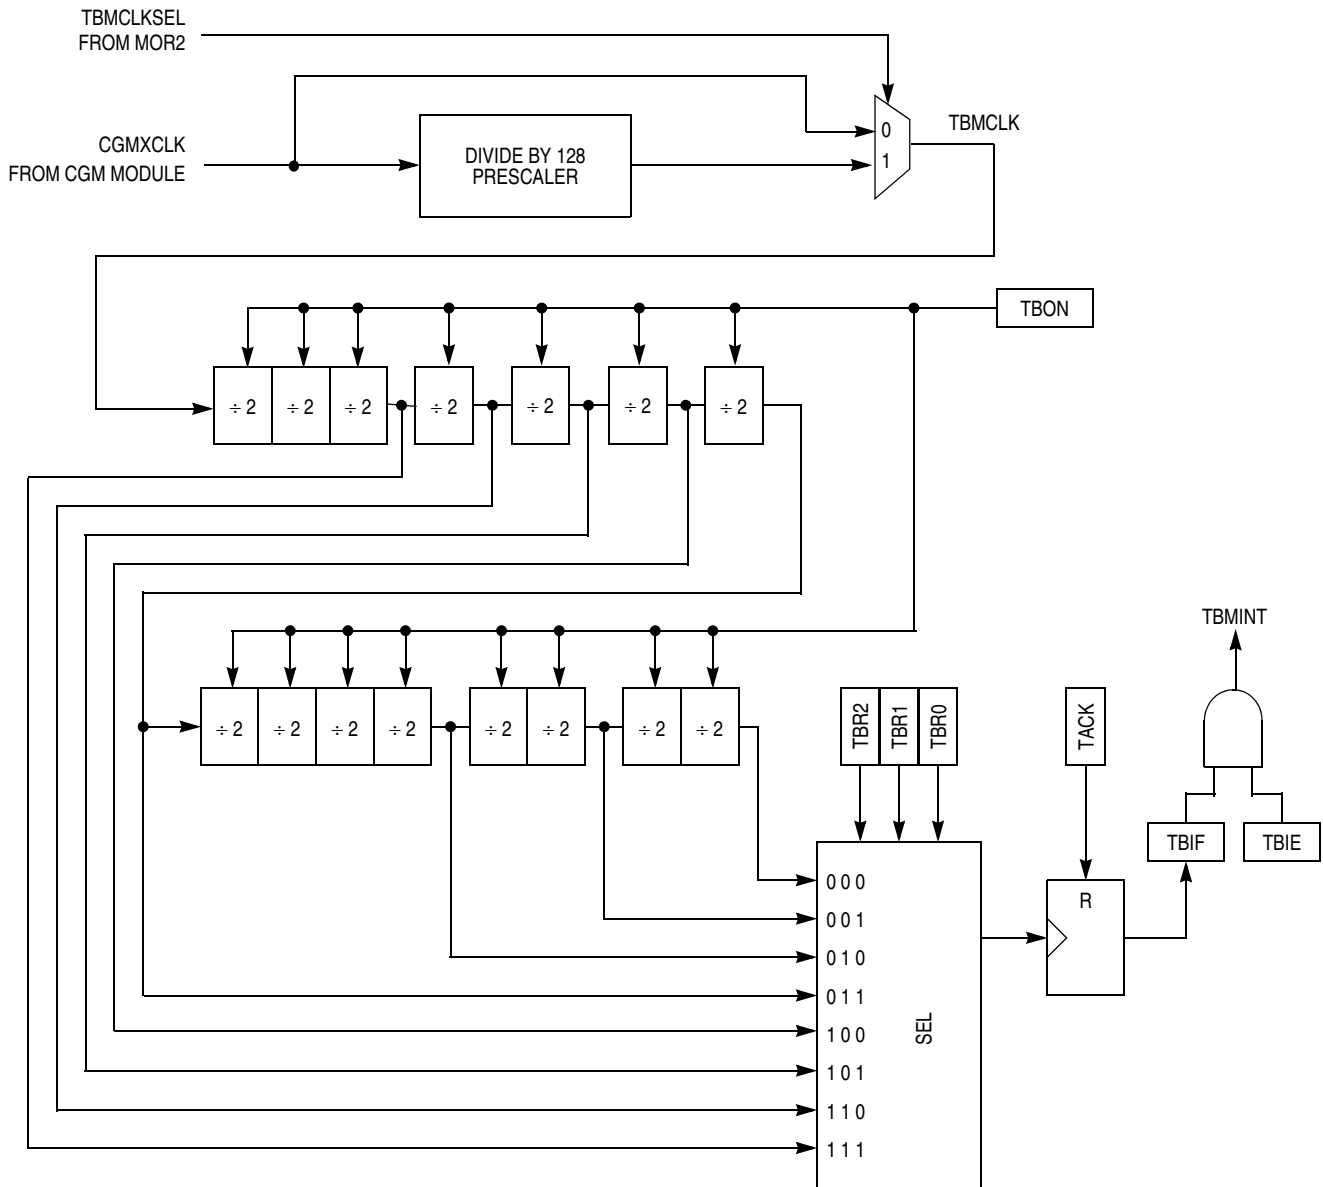 TBMCLKSEL
FROM MOR2
CGMXCLK
FROM CGM MODULE
DIVIDE BY 128
PRESCALER
0
1
TBMCLK
TBON
÷ 2
÷ 2
÷ 2
÷ 2
÷ 2
÷ 2
÷ 2
TBMINT
÷ 2
÷ 2
÷ 2
÷ 2
÷ 2
÷ 2
÷ 2
÷ 2
TBR2
TBR1
TBR0
TACK
TBIF
TBIE
R
0 0 0
0 0 1
0 1 0
0 1 1
1 0 0
1 0 1
1 1 0
1 1 1
SEL